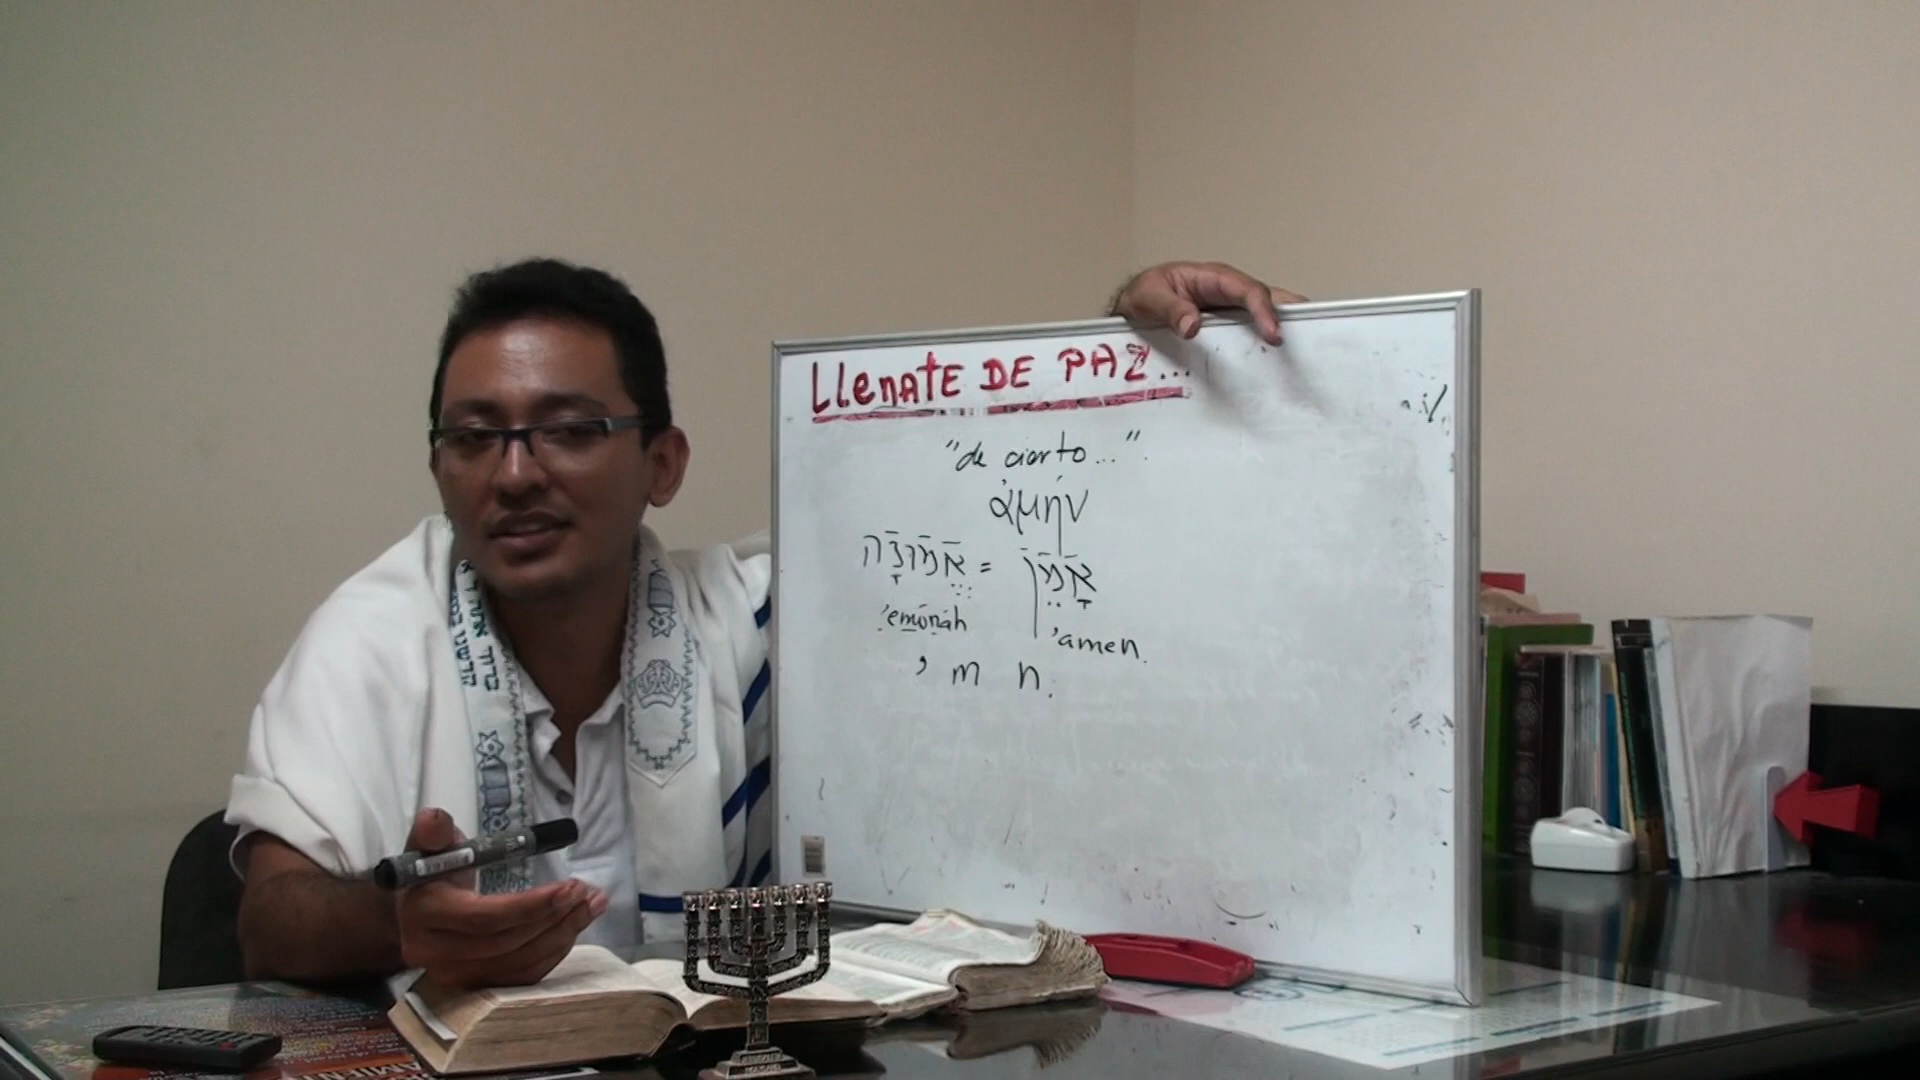 LLENATE DE PAZ...
"de cierto...".
ἀμήν
אֱמוּנָה = אָמֵן
'emûnah
'amen.
' m n.